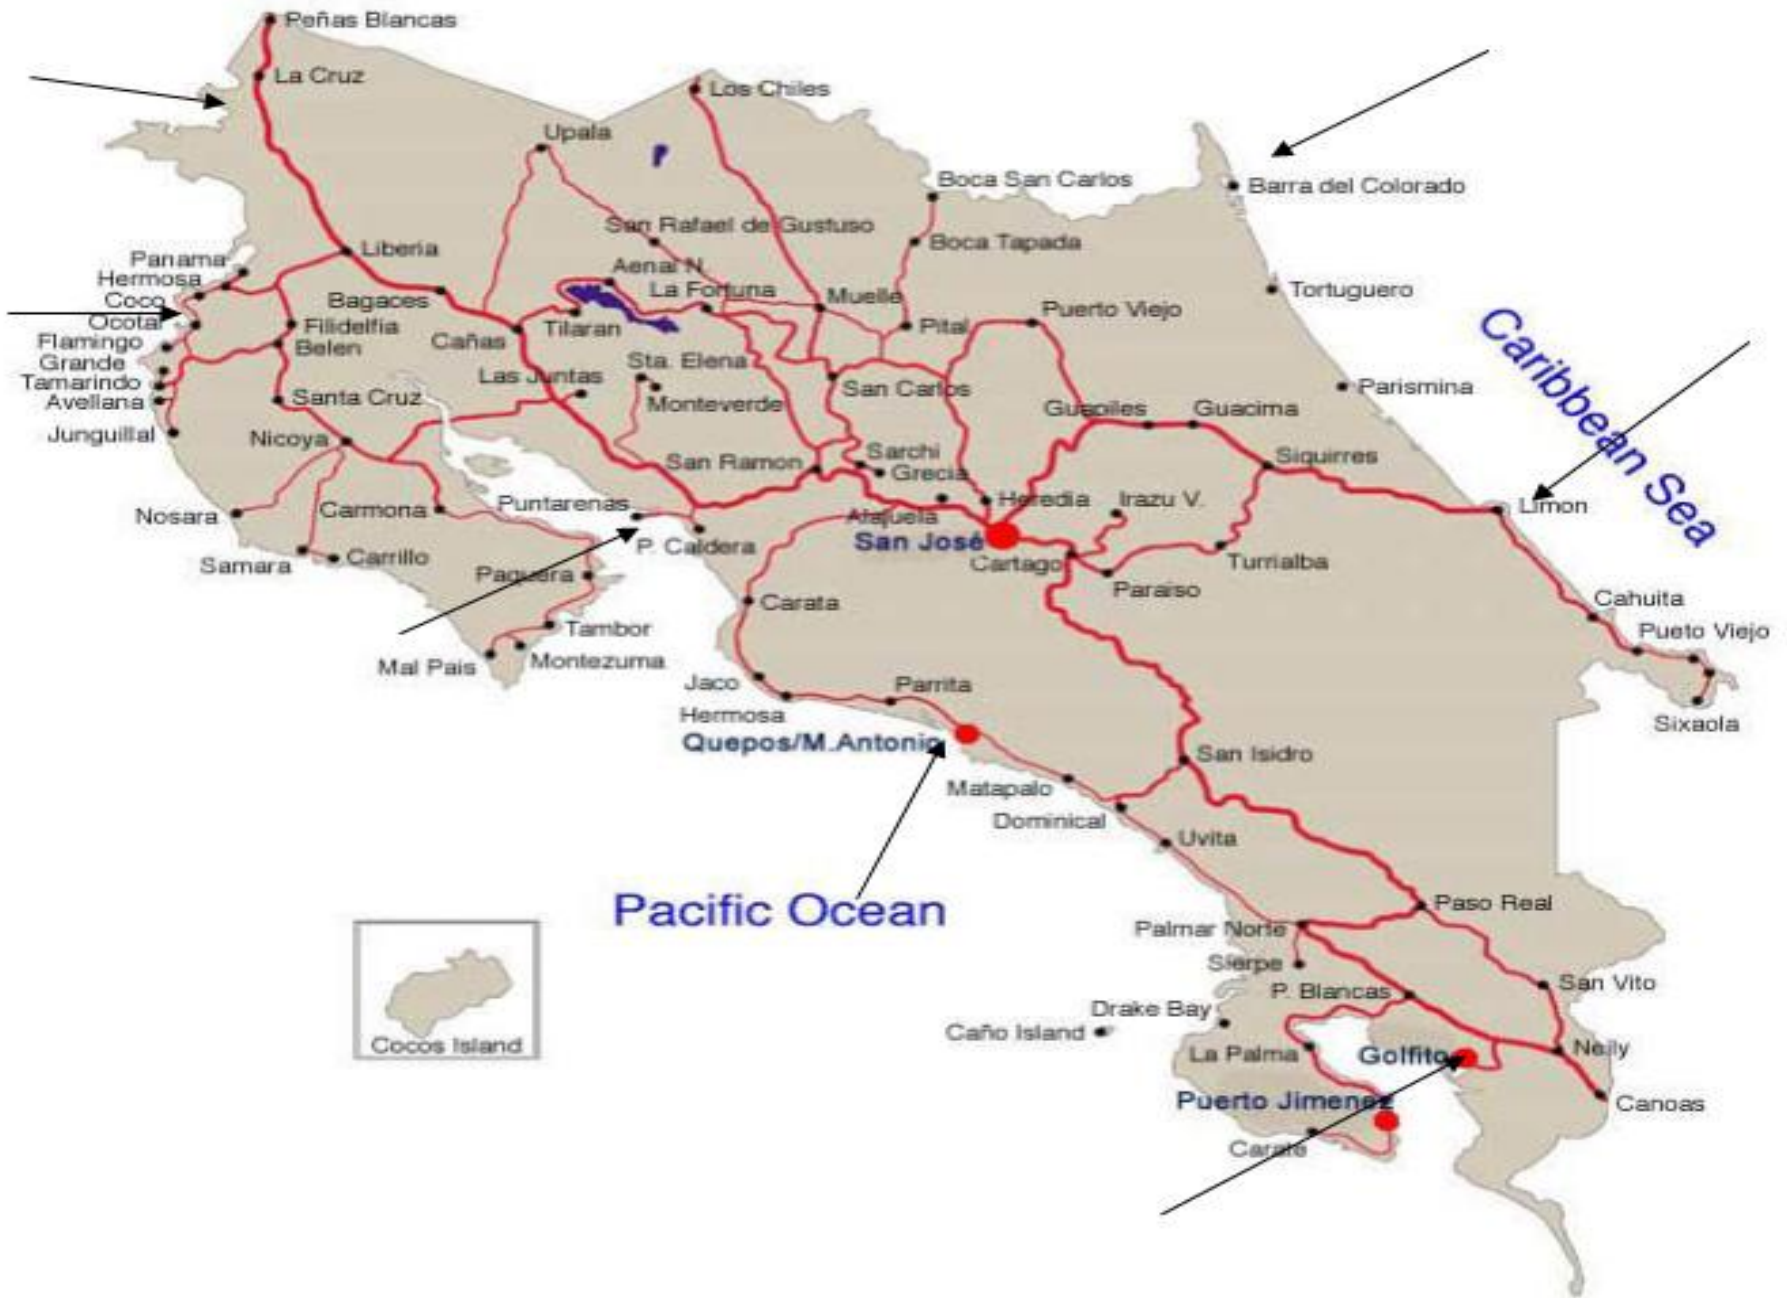 Peñas Blancas
La Cruz
Los Chiles
Upala
Boca San Carlos
Barra del Colorado
San Rafael de Gustuso
Boca Tapada
Liberia
Panama
Hermosa
Aenal N.
La Fortuna
Tortuguero
Coco
Bagaces
Muelle
Puerto Viejo
Ocotal
Filidelfia
Tilaran
Pital
Flamingo
Belen
Cañas
Grande
Sta. Elena
Tamarindo
Las Juntas
San Carlos
Parismina
Avellana
Santa Cruz
Monteverde
Guapiles
Guacima
Caribbean Sea
Junguillal
Nicoya
Sarchi
Siquirres
San Ramon
Grecia
Puntarenas
Heredia
Irazu V.
Limon
Nosara
Carmona
Alajuela
P. Caldera
San José
Samara
Carrillo
Cartago
Turrialba
Paquera
Paraiso
Carata
Cahuita
Tambor
Pueto Viejo
Mal Pais
Montezuma
Jaco
Parrita
Hermosa
Sixaola
Quepos/M.Antonio
San Isidro
Matapalo
Dominical
Uvita
Pacific Ocean
Paso Real
Palmar Norte
Sierpe
San Vito
P. Blancas
Drake Bay
Caño Island
Cocos Island
La Palma
Golfito
Neily
Puerto Jimenez
Canoas
Carate